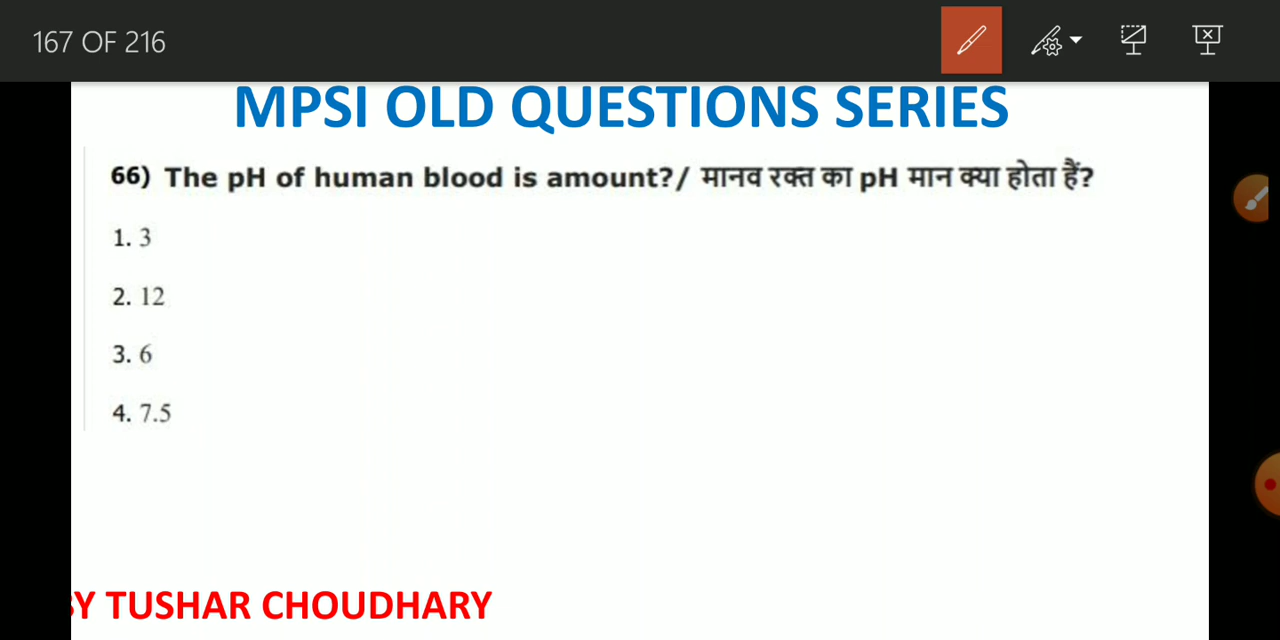 167 OF 216
MPSI OLD QUESTIONS SERIES
66) The pH of human blood is amount?/ मानव रक्त का pH मान क्या होता हैं?
1. 3
2. 12
3. 6
4. 7.5
BY TUSHAR CHOUDHARY